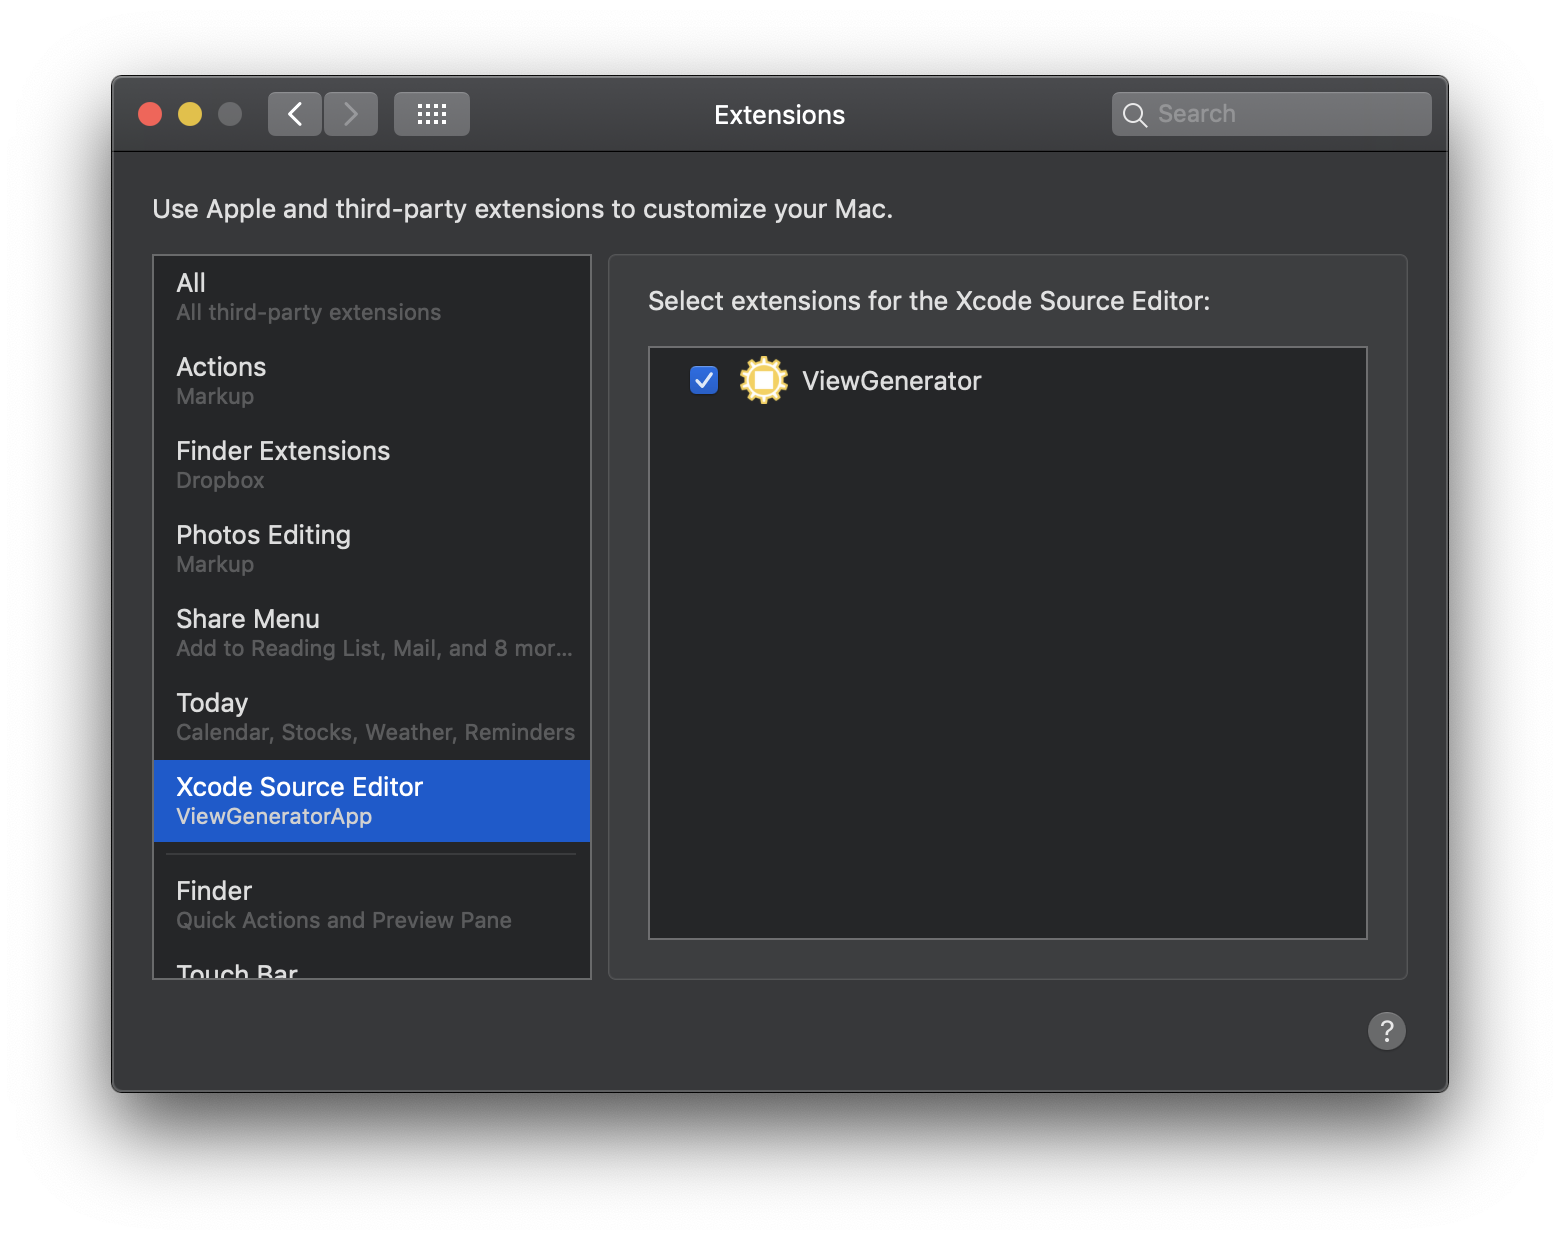 Extensions
Search
Use Apple and third-party extensions to customize your Mac.
All
All third-party extensions
Actions
Markup
Finder Extensions
Dropbox
Photos Editing
Markup
Share Menu
Add to Reading List, Mail, and 8 mor...
Today
Calendar, Stocks, Weather, Reminders
Xcode Source Editor
ViewGeneratorApp
Finder
Quick Actions and Preview Pane
Touch Bar
Select extensions for the Xcode Source Editor:
ViewGenerator
?